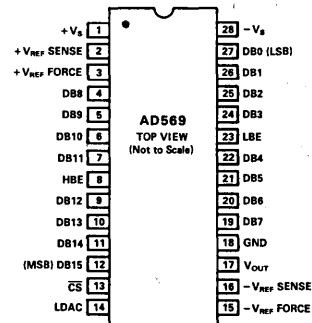 +VS 1 28 −VS
+VREF SENSE 2 27 DB0 (LSB)
+VREF FORCE 3 26 DB1
DB8 4 25 DB2
DB9 5 AD569 24 DB3
DB10 6 TOP VIEW 23 LBE
DB11 7 (Not to Scale) 22 DB4
HBE 8 21 DB5
DB12 9 20 DB6
DB13 10 19 DB7
DB14 11 18 GND
(MSB) DB15 12 17 VOUT
CS 13 16 −VREF SENSE
LDAC 14 15 −VREF FORCE